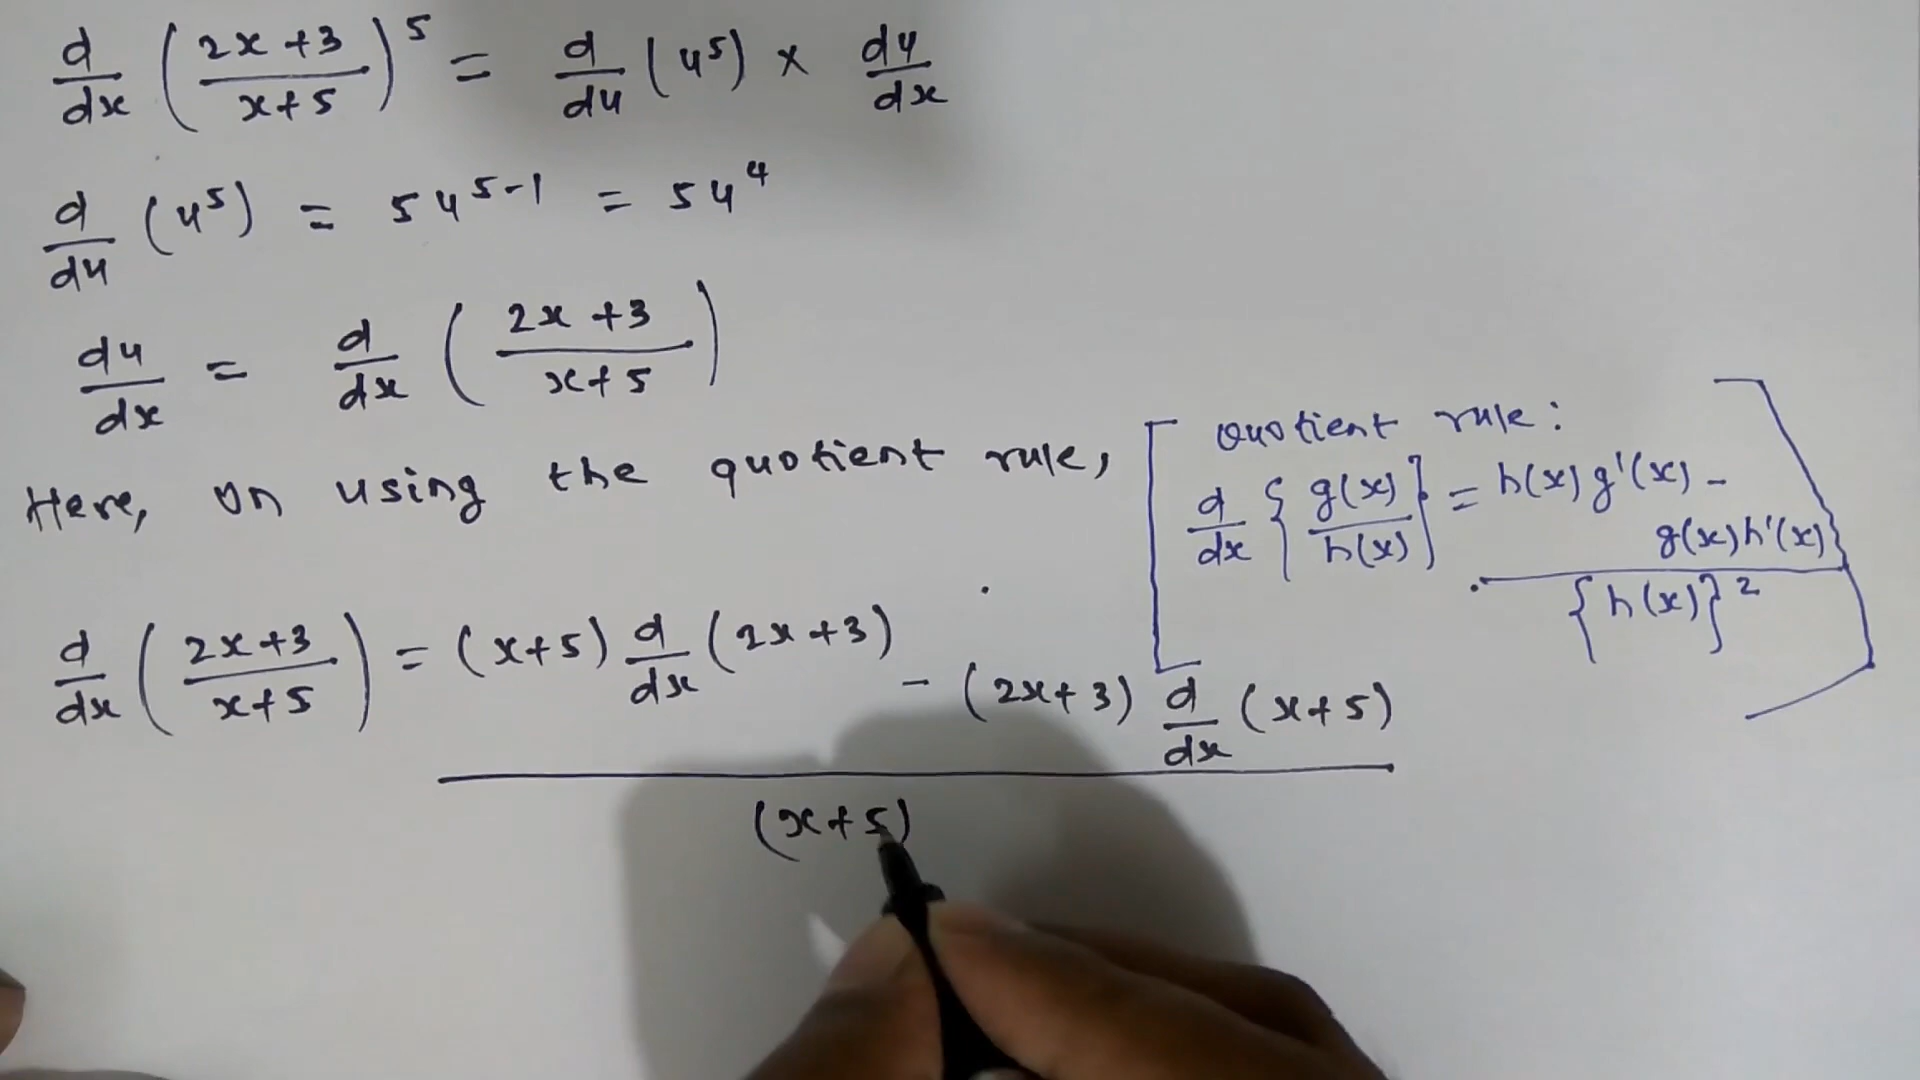 d/dx ( (2x+3)/(x+5) )^5 = d/du (u^5) × du/dx
d/du (u^5) = 5u^(5-1) = 5u^4
du/dx = d/dx ( (2x+3)/(x+5) )
Here, on using the quotient rule,
[ Quotient rule:
d/dx { g(x)/h(x) } = h(x)g'(x) -
g(x)h'(x)
{h(x)}^2 ]
d/dx ( (2x+3)/(x+5) ) = (x+5) d/dx (2x+3)
- (2x+3) d/dx (x+5)
(x+5)